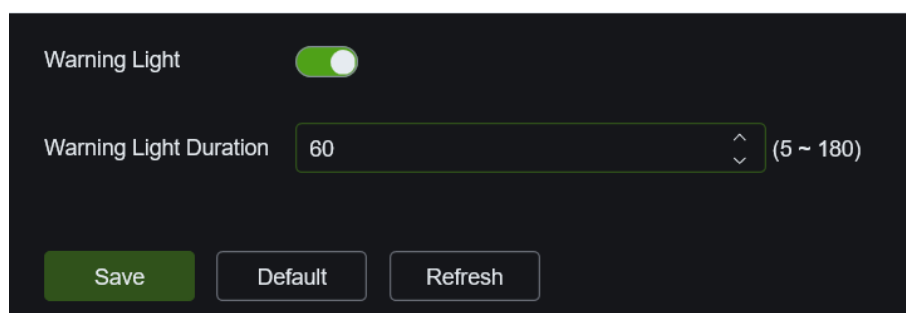 Warning Light
Warning Light Duration 60 (5 ~ 180)
Save Default Refresh